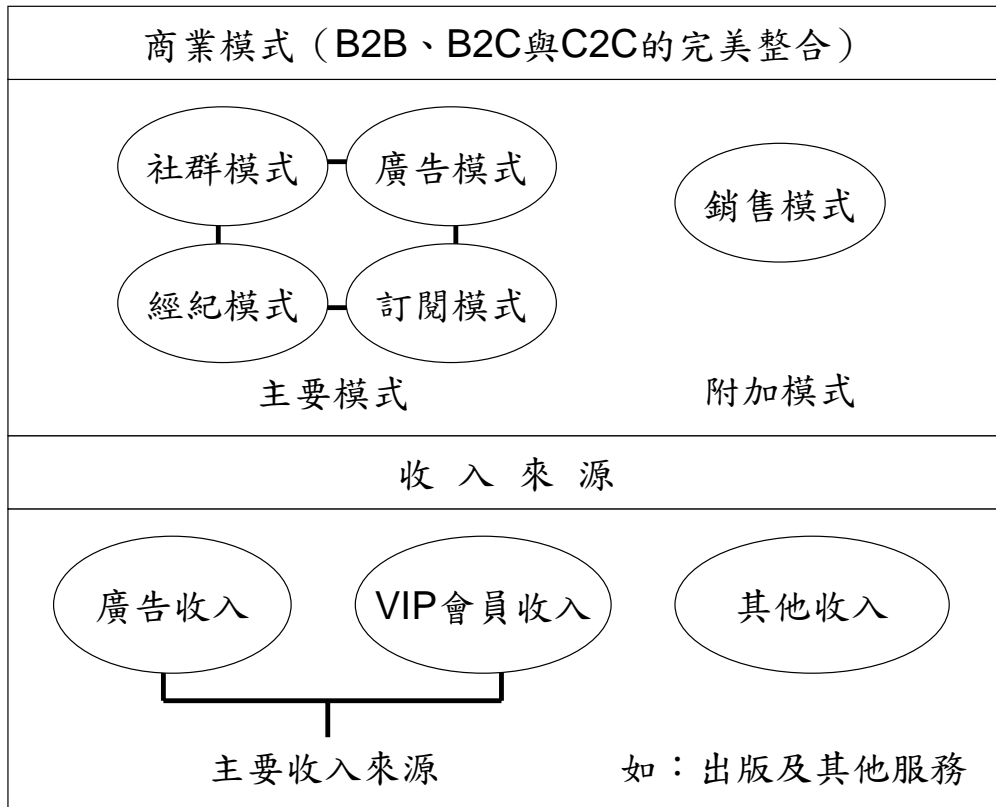 商業模式（B2B、B2C與C2C的完美整合）
社群模式 廣告模式
銷售模式
經紀模式 訂閱模式
主要模式 附加模式
收入來源
廣告收入 VIP會員收入 其他收入
主要收入來源 如：出版及其他服務